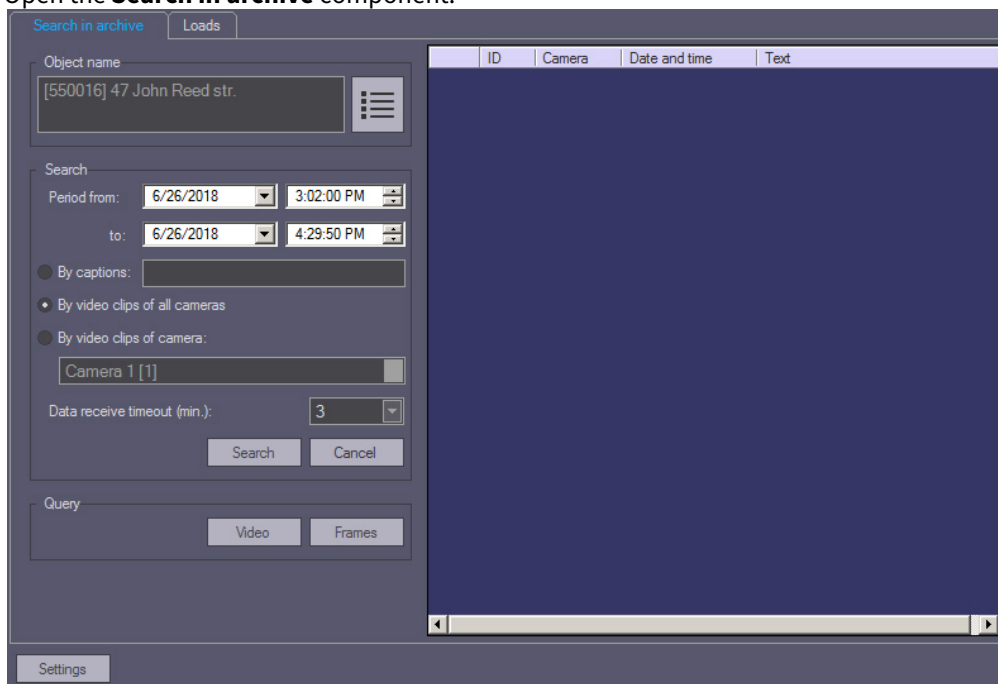 Open the Search in archive component.
Search in archive Loads
Object name
[550016] 47 John Reed str.
Search
Period from: 6/26/2018 3:02:00 PM
to: 6/26/2018 4:29:50 PM
By captions:
By video clips of all cameras
By video clips of camera:
Camera 1 [1]
Data receive timeout (min.): 3
Search Cancel
Query
Video Frames
ID Camera Date and time Text
Settings